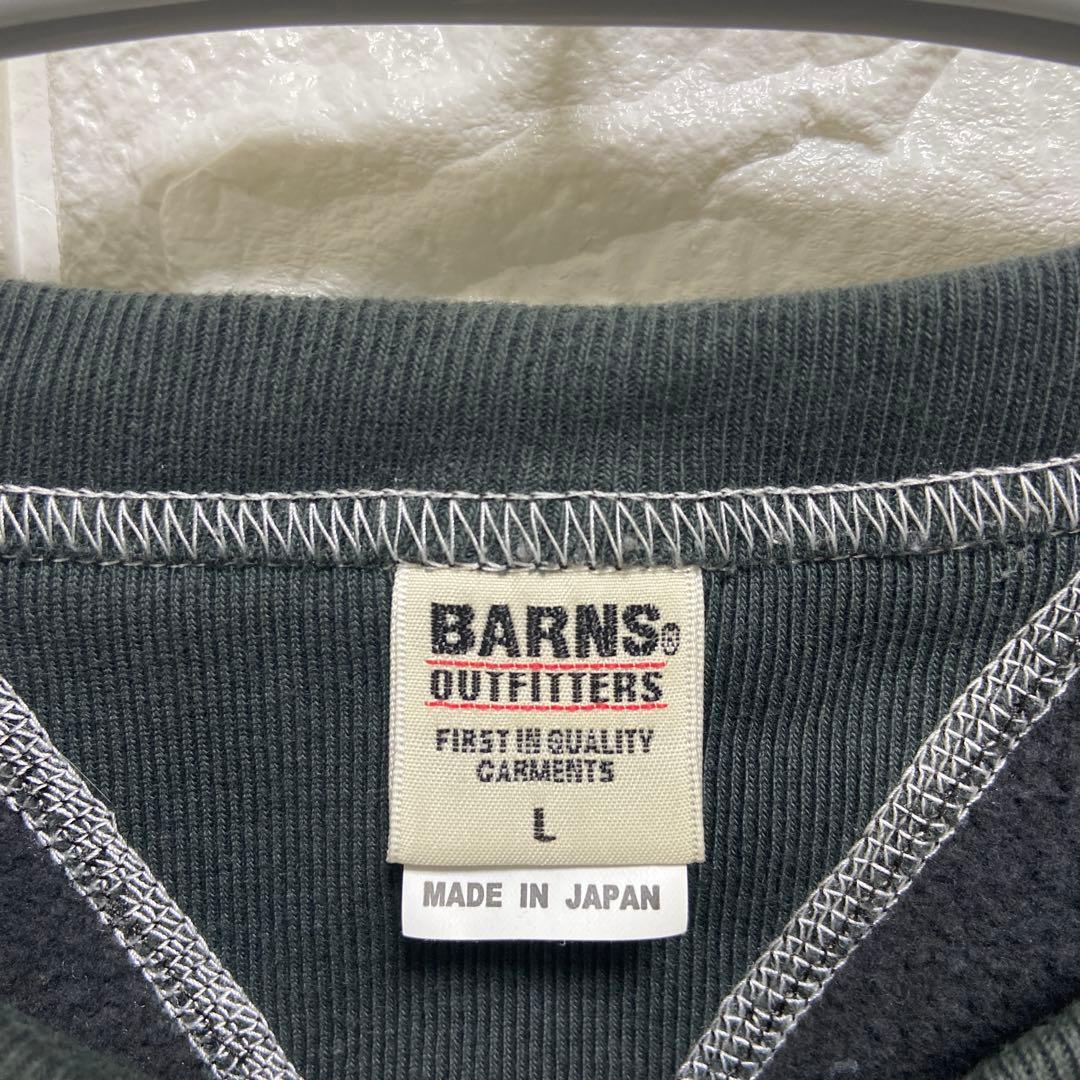 BARNS®
OUTFITTERS
FIRST IN QUALITY
GARMENTS
L
MADE IN JAPAN